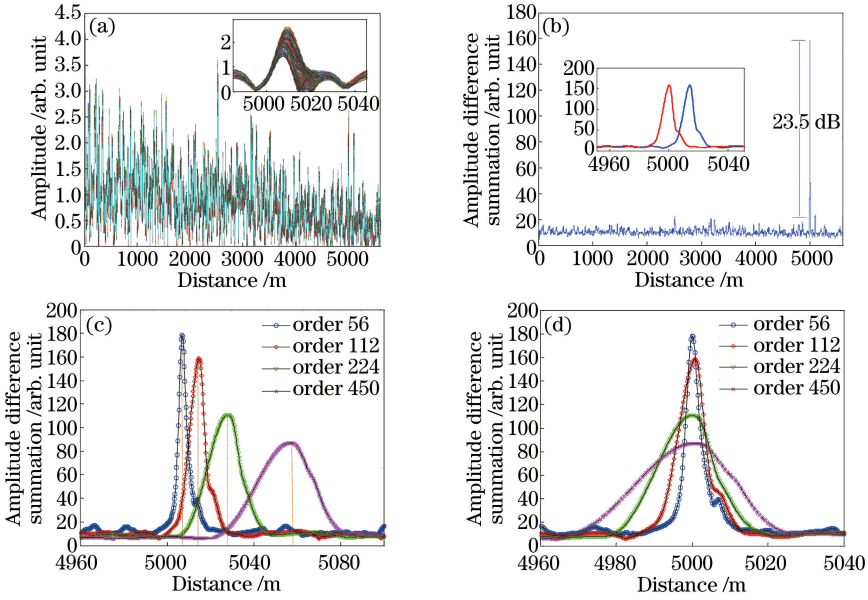 (a)
Amplitude /arb. unit
4.5
4.0
3.5
3.0
2.5
2.0
1.5
1.0
0.5
0
2
1
0
5000 5020 5040
0 1000 2000 3000 4000 5000
Distance /m
(b)
Amplitude difference
summation /arb. unit
180
160
140
120
100
80
60
40
20
0
200
150
100
50
4960 5000 5040
23.5 dB
0 1000 2000 3000 4000 5000
Distance /m
(c)
Amplitude difference
summation /arb. unit
200
180
160
140
120
100
80
60
40
20
0
order 56
order 112
order 224
order 450
4960 5000 5040 5080
Distance /m
(d)
Amplitude difference
summation /arb. unit
200
180
160
140
120
100
80
60
40
20
0
order 56
order 112
order 224
order 450
4960 4980 5000 5020 5040
Distance /m